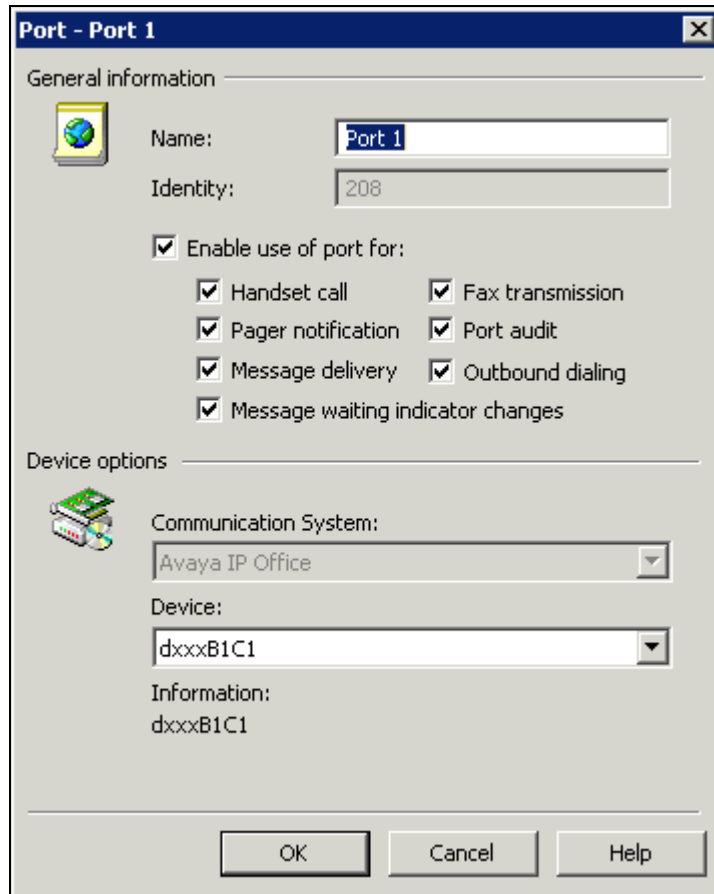 Port - Port 1
General information
Name: Port 1
Identity: 208
Enable use of port for:
Handset call Fax transmission
Pager notification Port audit
Message delivery Outbound dialing
Message waiting indicator changes
Device options
Communication System:
Avaya IP Office
Device:
dxxxB1C1
Information:
dxxxB1C1
OK Cancel Help